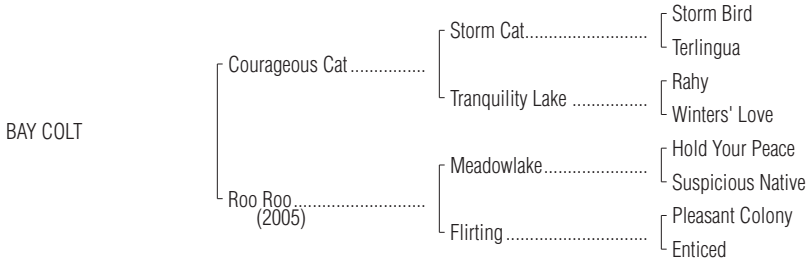 Storm Bird
Storm Cat..........................
Terlingua
Courageous Cat ................
Rahy
Tranquility Lake ................
Winters' Love
BAY COLT
Hold Your Peace
Meadowlake......................
Suspicious Native
Roo Roo............................
(2005)
Pleasant Colony
Flirting ..............................
Enticed